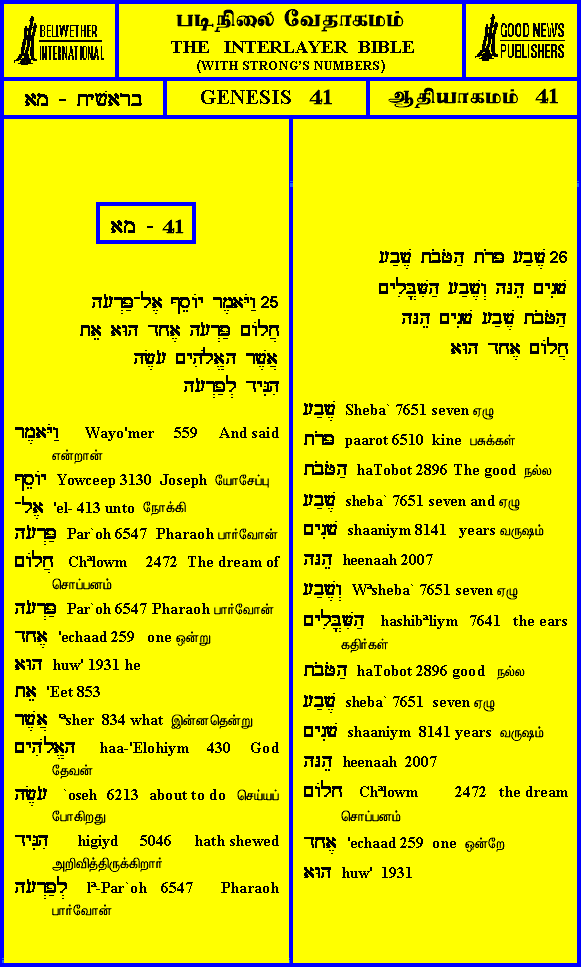 BELLWETHER
INTERNATIONAL
படிநிலை வேதாகமம்
THE INTERLAYER BIBLE
(WITH STRONG'S NUMBERS)
GOOD NEWS
PUBLISHERS
בראשית - מא
GENESIS 41
ஆதியாகமம் 41
מא - 41
25 וַיֹּאמֶר יוֹסֵף אֶל־פַּרְעֹה
חֲלוֹם פַּרְעֹה אֶחָד הוּא אֵת
אֲשֶׁר הָאֱלֹהִים עֹשֶׂה
הִגִּיד לְפַרְעֹה
וַיֹּאמֶר Wayo'mer 559 And said
என்றான்
יוֹסֵף Yowceep 3130 Joseph யோசேப்பு
אֶל־ 'el- 413 unto நோக்கி
פַּרְעֹה Par`oh 6547 Pharaoh பார்வோன்
חֲלוֹם Chªlowm 2472 The dream of
சொப்பனம்
פַּרְעֹה Par`oh 6547 Pharaoh பார்வோன்
אֶחָד 'echaad 259 one ஒன்று
הוּא huw' 1931 he
אֵת 'Eet 853
אֲשֶׁר ªsher 834 what இன்னதென்று
הָאֱלֹהִים haa-'Elohiym 430 God
தேவன்
עֹשֶׂה `oseh 6213 about to do செய்யப்
போகிறது
הִגִּיד higiyd 5046 hath shewed
அறிவித்திருக்கிறார்
לְפַרְעֹה lª-Par`oh 6547 Pharaoh
பார்வோன்
26 שֶׁבַע פָּרֹת הַטֹּבֹת שֶׁבַע
שָׁנִים הֵנָּה וְשֶׁבַע הַשִּׁבֳּלִים
הַטֹּבֹת שֶׁבַע שָׁנִים הֵנָּה
חֲלוֹם אֶחָד הוּא
שֶׁבַע Sheba` 7651 seven ஏழு
פָּרֹת paarot 6510 kine பசுக்கள்
הַטֹּבֹת haTobot 2896 The good நல்ல
שֶׁבַע sheba` 7651 seven and ஏழு
שָׁנִים shaaniym 8141 years வருஷம்
הֵנָּה heenaah 2007
וְשֶׁבַע Wªsheba` 7651 seven ஏழு
הַשִּׁבֳּלִים hashibªliym 7641 the ears
கதிர்கள்
הַטֹּבֹת haTobot 2896 good நல்ல
שֶׁבַע sheba` 7651 seven ஏழு
שָׁנִים shaaniym 8141 years வருஷம்
הֵנָּה heenaah 2007
חֲלוֹם Chªlowm 2472 the dream
சொப்பனம்
אֶחָד 'echaad 259 one ஒன்றே
הוּא huw' 1931